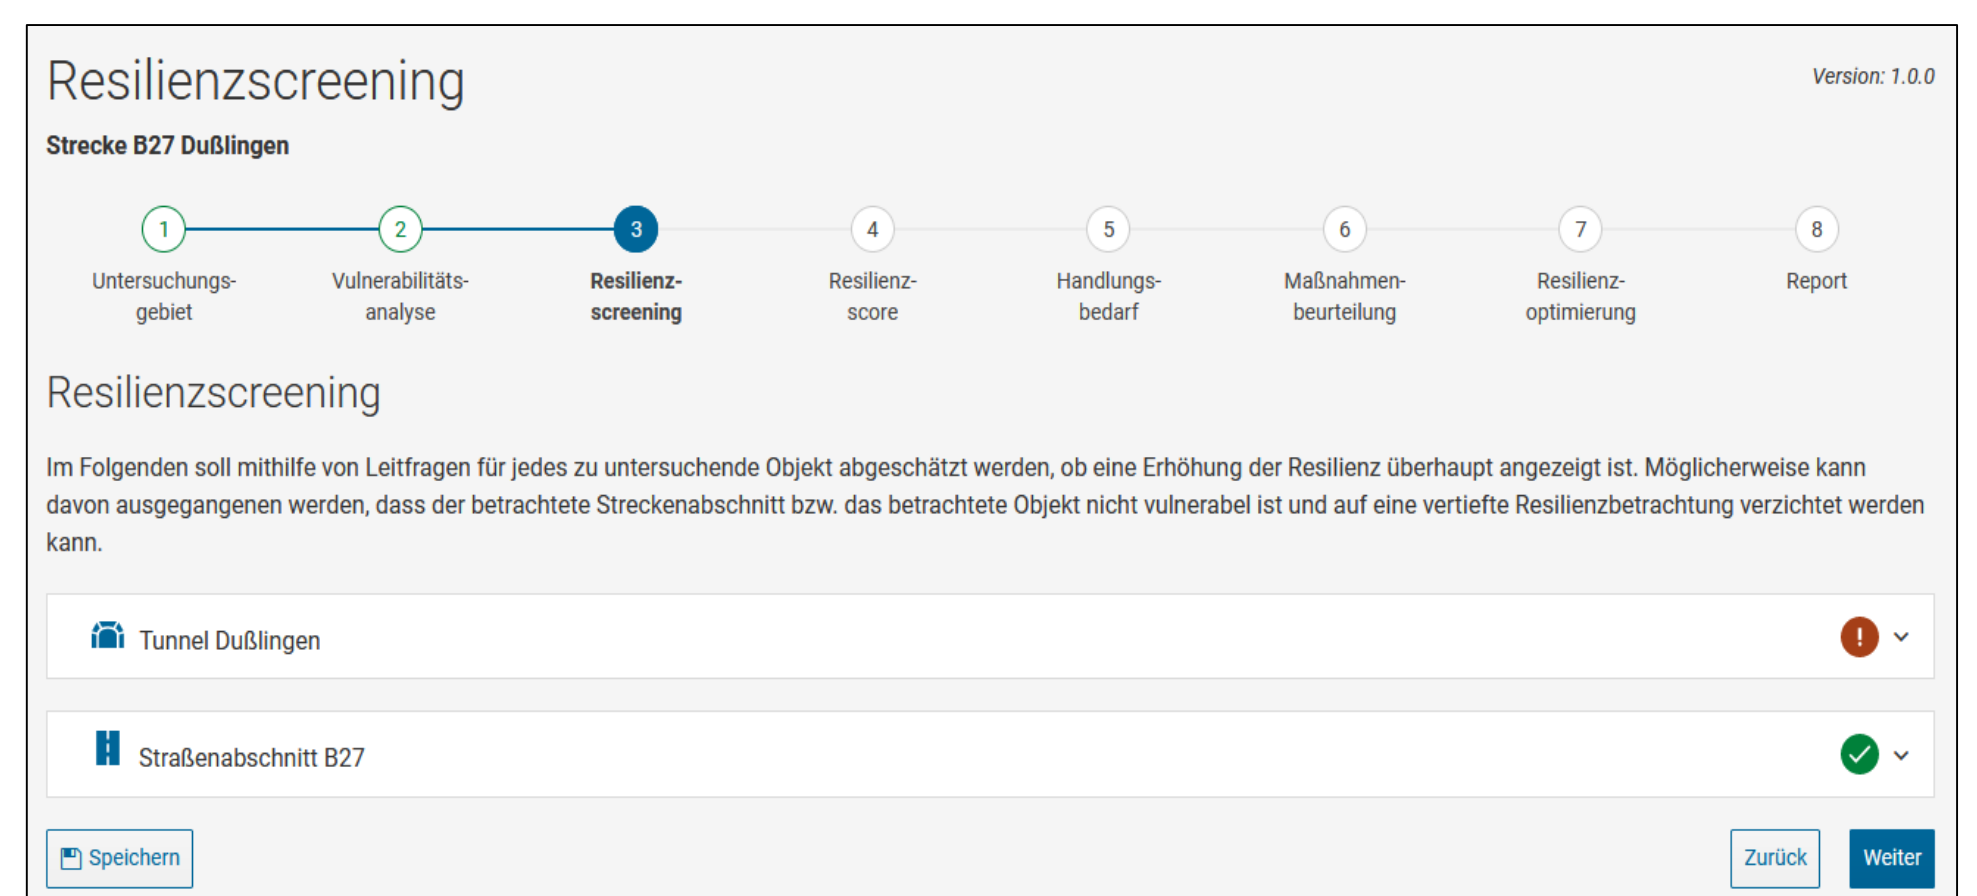 Resilienzscreening
Version: 1.0.0
Strecke B27 Dußlingen
1 2 3 4 5 6 7 8
Untersuchungs- Vulnerabilitäts- Resilienz- Resilienz- Handlungs- Maßnahmen- Resilienz- Report
gebiet analyse screening score bedarf beurteilung optimierung
Resilienzscreening
Im Folgenden soll mithilfe von Leitfragen für jedes zu untersuchende Objekt abgeschätzt werden, ob eine Erhöhung der Resilienz überhaupt angezeigt ist. Möglicherweise kann
davon ausgegangenen werden, dass der betrachtete Streckenabschnitt bzw. das betrachtete Objekt nicht vulnerabel ist und auf eine vertiefte Resilienzbetrachtung verzichtet werden
kann.
Tunnel Dußlingen
Straßenabschnitt B27
Speichern Zurück Weiter